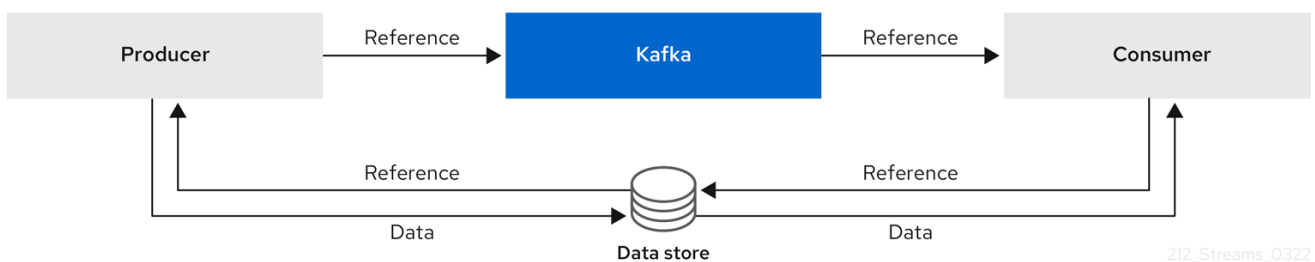 Producer
Reference
Kafka
Reference
Consumer
Reference
Reference
Data
Data
Data store
212_Streams_0322